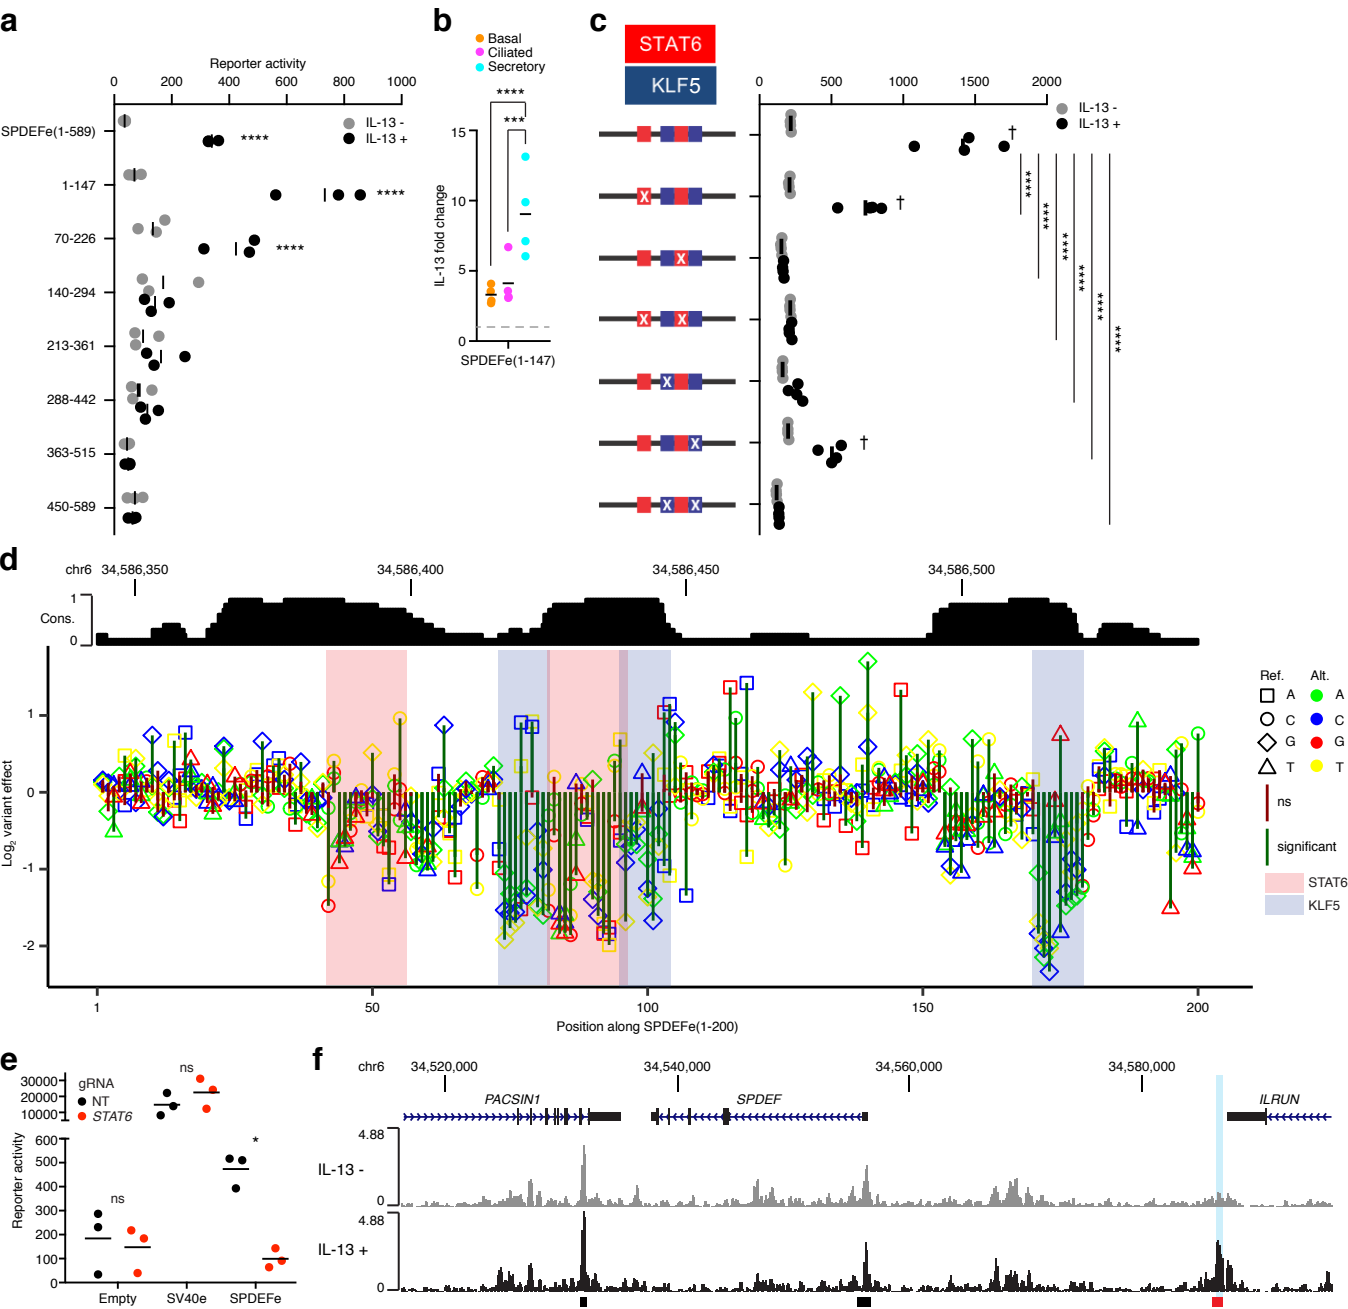 a
Reporter activity
0 200 400 600 800 1000
IL-13 -
IL-13 +
SPDEFe(1-589)
****
1-147
****
70-226
****
140-294
213-361
288-442
363-515
450-589
b
Basal
Ciliated
Secretory
****
***
IL-13 fold change
15
10
5
0
SPDEFe(1-147)
c
STAT6
KLF5
0 500 1000 1500 2000
IL-13 -
IL-13 +
†
X
†
X
X X
X
X
†
X X
****
****
****
****
****
****
d
chr6 34,586,350 34,586,400 34,586,450 34,586,500
Cons.
1
0
Log2 variant effect
1
0
-1
-2
1 50 100 150 200
Position along SPDEFe(1-200)
Ref. Alt.
A A
C C
G G
T T
ns
significant
STAT6
KLF5
e
Reporter activity
30000
20000
10000
600
500
400
300
200
100
0
gRNA
NT
STAT6
ns
ns
*
Empty SV40e SPDEFe
f
chr6 34,520,000 34,540,000 34,560,000 34,580,000
PACSIN1 SPDEF ILRUN
4.88
IL-13 -
0
4.88
IL-13 +
0